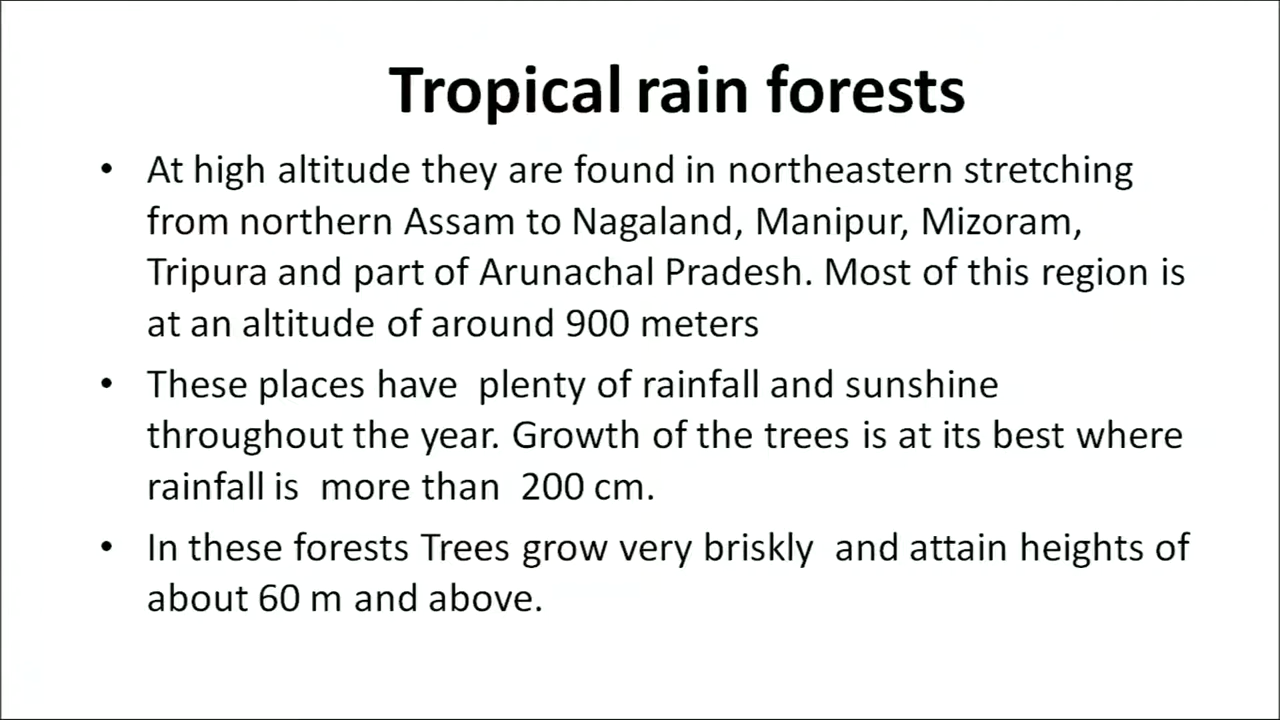 Tropical rain forests
• At high altitude they are found in northeastern stretching
from northern Assam to Nagaland, Manipur, Mizoram,
Tripura and part of Arunachal Pradesh. Most of this region is
at an altitude of around 900 meters
• These places have  plenty of rainfall and sunshine
throughout the year. Growth of the trees is at its best where
rainfall is  more than  200 cm.
• In these forests Trees grow very briskly  and attain heights of
about 60 m and above.